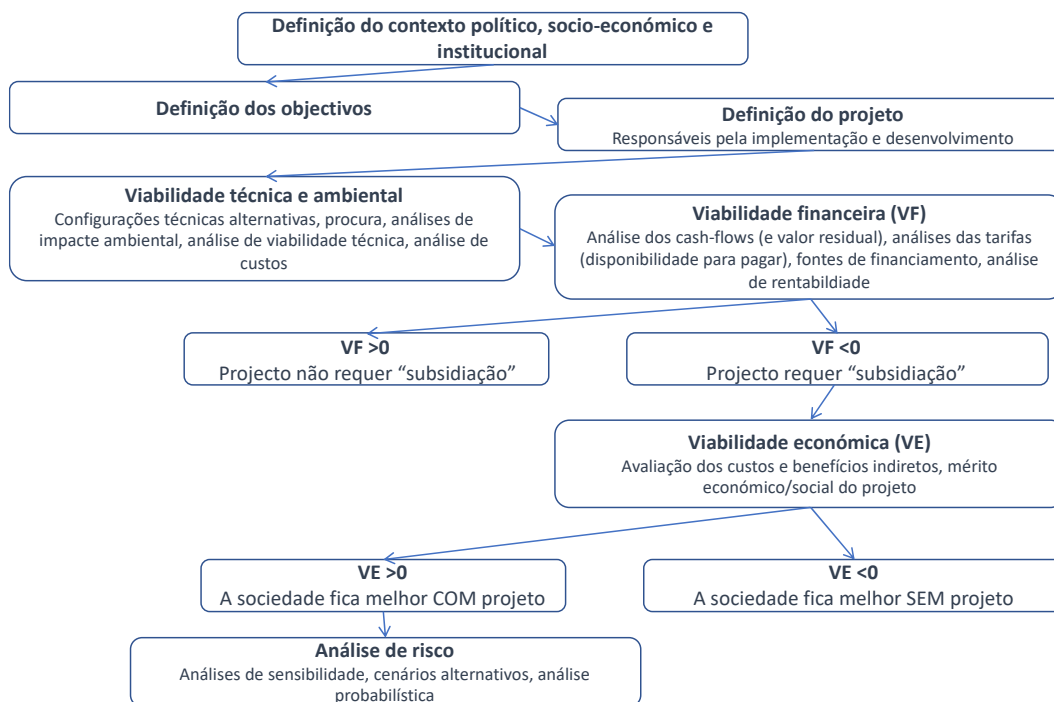 Definição do contexto político, socio-económico e
institucional
Definição dos objectivos
Definição do projeto
Responsáveis pela implementação e desenvolvimento
Viabilidade técnica e ambiental
Configurações técnicas alternativas, procura, análises de
impacte ambiental, análise de viabilidade técnica, análise de
custos
Viabilidade financeira (VF)
Análise dos cash-flows (e valor residual), análises das tarifas
(disponibilidade para pagar), fontes de financiamento, análise
de rentabildiade
VF >0
Projecto não requer “subsidiação”
VF <0
Projecto requer “subsidiação”
Viabilidade económica (VE)
Avaliação dos custos e benefícios indiretos, mérito
económico/social do projeto
VE >0
A sociedade fica melhor COM projeto
VE <0
A sociedade fica melhor SEM projeto
Análise de risco
Análises de sensibilidade, cenários alternativos, análise
probabilística